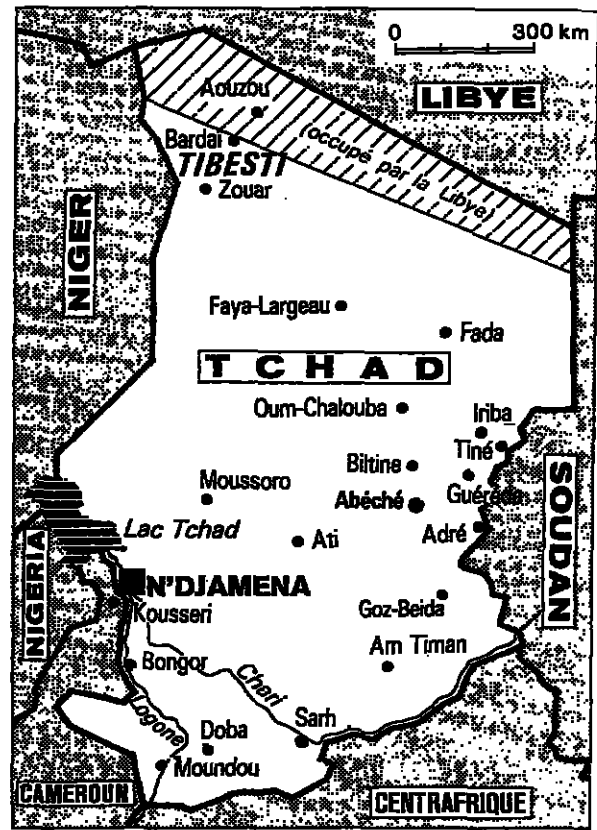 0 300 km
LIBYE
Aouzou
(occupé par la Libye)
Bardaï
TIBESTI
Zouar
NIGER
Faya-Largeau
Fada
TCHAD
Oum-Chalouba
Iriba
Tiné
Biltine
Guéréda
Moussoro
Abéché
SOUDAN
Lac Tchad
Ati
Adré
N'DJAMENA
NIGERIA
Kousseri
Goz-Beida
Am Timan
Bongor
Chari
Logone
Sarh
Doba
Moundou
CAMEROUN
CENTRAFRIQUE